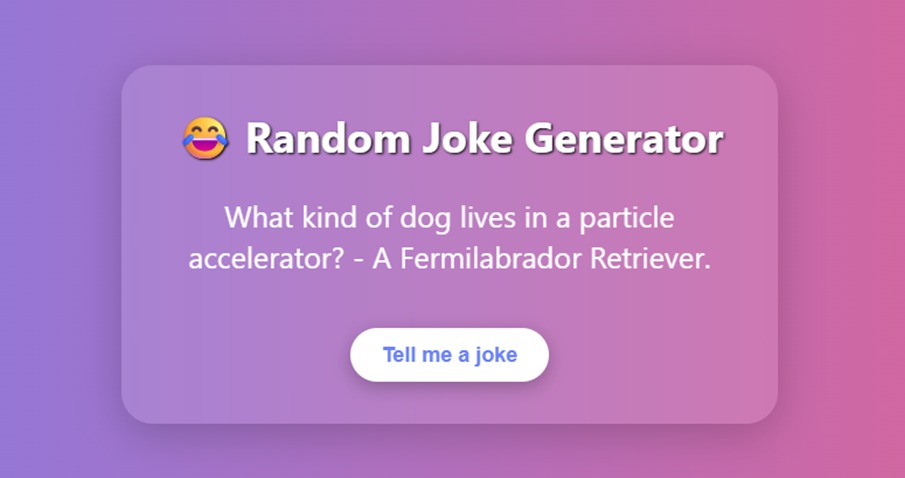 😂 Random Joke Generator
What kind of dog lives in a particle
accelerator? - A Fermilabrador Retriever.
Tell me a joke